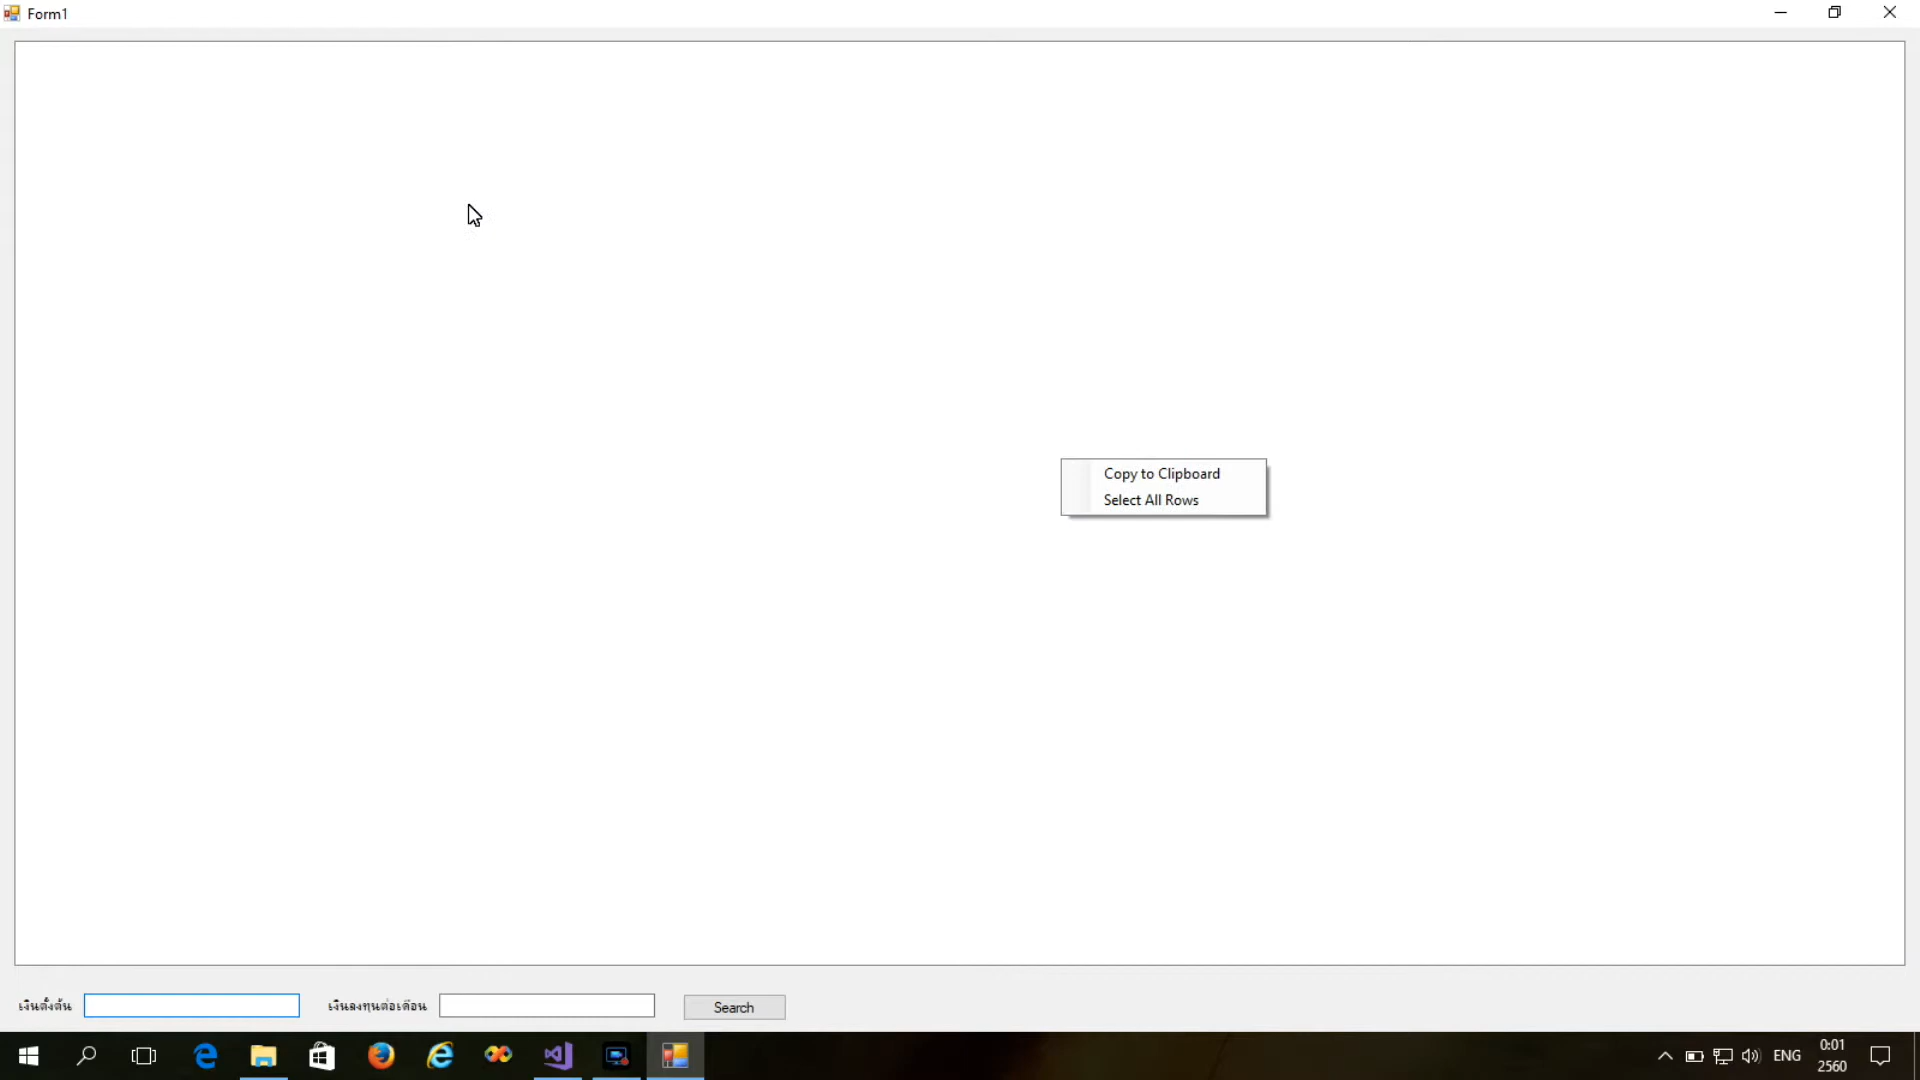 Form1
Copy to Clipboard
Select All Rows
เงินตั้งต้น
เงินลงทุนต่อเดือน
Search
ENG
0:01
2560